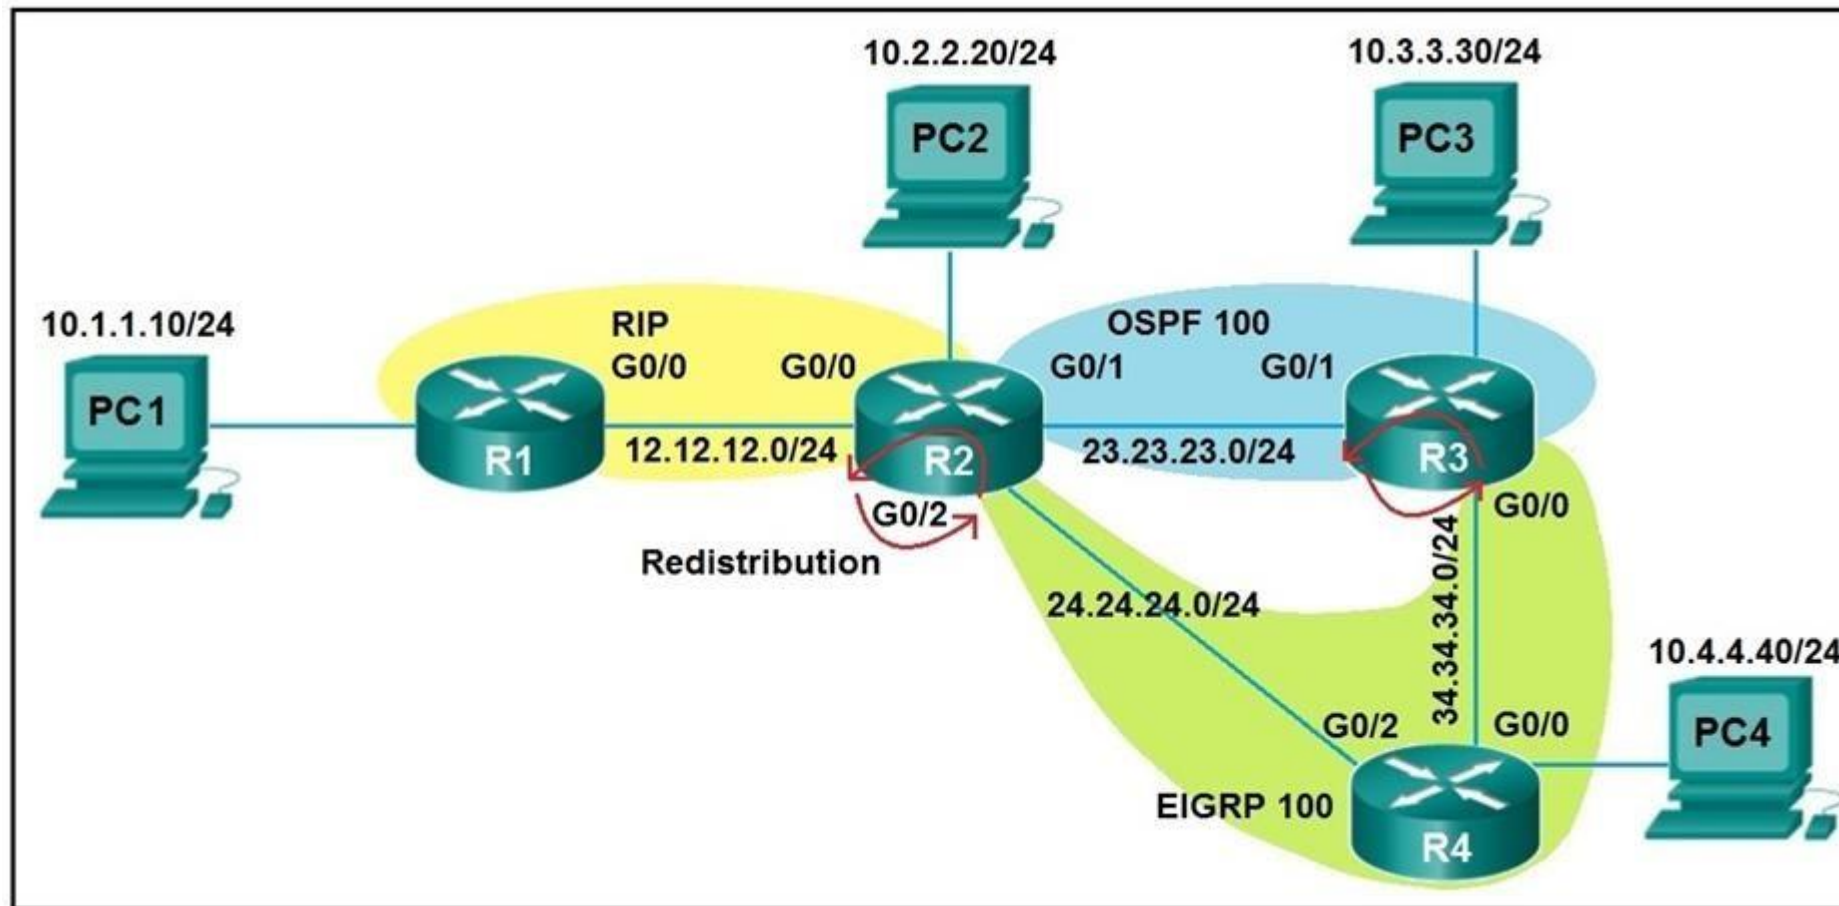 10.2.2.20/24
10.3.3.30/24
PC2
PC3
10.1.1.10/24
RIP
OSPF 100
G0/0
G0/0
G0/1
G0/1
PC1
12.12.12.0/24
23.23.23.0/24
R1
R2
R3
G0/2
G0/0
Redistribution
34.34.34.0/24
24.24.24.0/24
10.4.4.40/24
G0/2
G0/0
PC4
EIGRP 100
R4